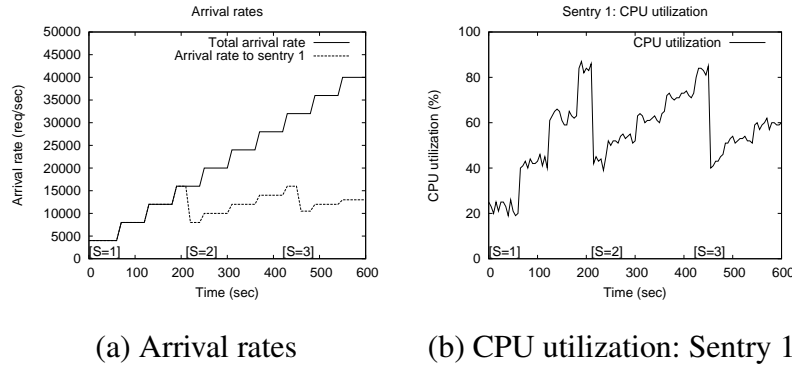 Arrival rates
Total arrival rate
Arrival rate to sentry 1
50000
45000
40000
35000
30000
25000
20000
15000
10000
5000
0
Arrival rate (req/sec)
[S=1] [S=2] [S=3]
0 100 200 300 400 500 600
Time (sec)
(a) Arrival rates
Sentry 1: CPU utilization
CPU utilization
100
80
60
40
20
0
CPU utilization (%)
[S=1] [S=2] [S=3]
0 100 200 300 400 500 600
Time (sec)
(b) CPU utilization: Sentry 1